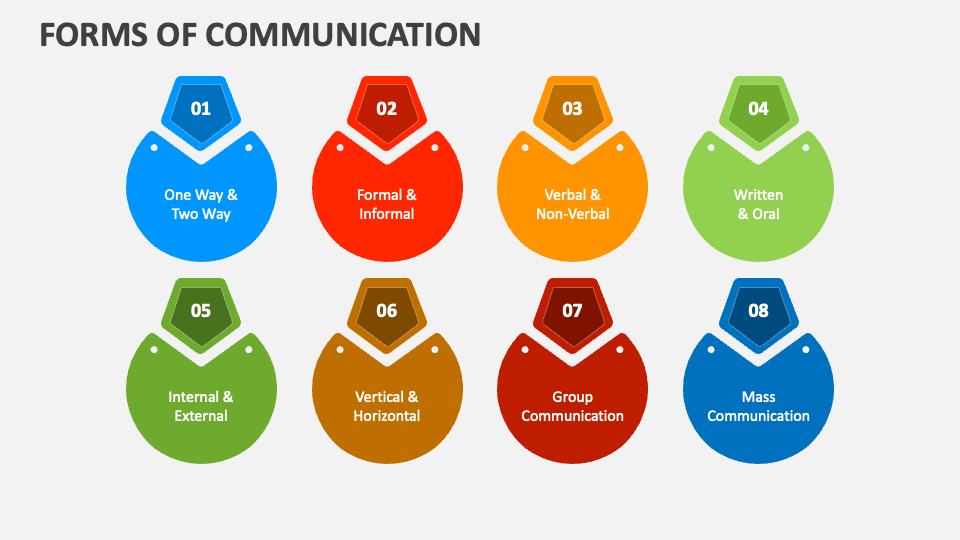 FORMS OF COMMUNICATION
01
One Way &
Two Way
02
Formal &
Informal
03
Verbal &
Non-Verbal
04
Written
& Oral
05
Internal &
External
06
Vertical &
Horizontal
07
Group
Communication
08
Mass
Communication